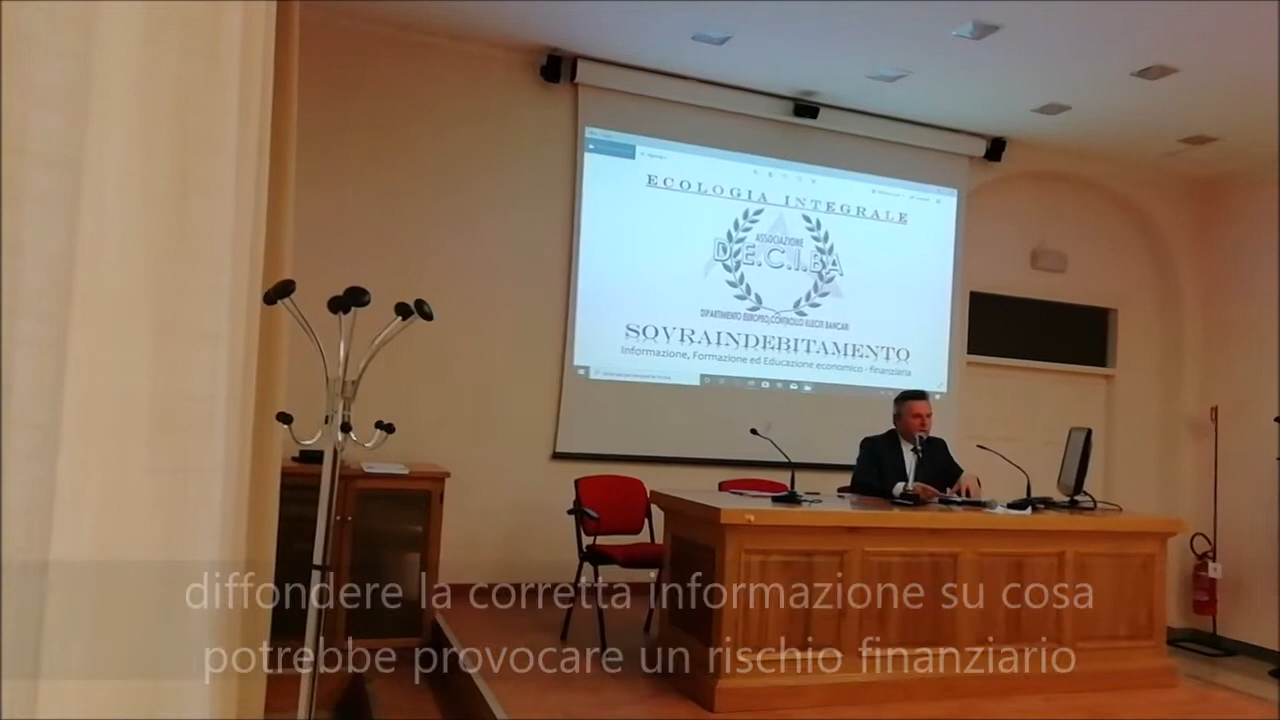 ECOLOGIA INTEGRALE
ASSOCIAZIONE
D.E.C.I.BA
DIPARTIMENTO EUROPEO CONTROLLO ILLECITI BANCARI
SOVRAINDEBITAMENTO
Informazione, Formazione ed Educazione economico - finanziaria
diffondere la corretta informazione su cosa
potrebbe provocare un rischio finanziario